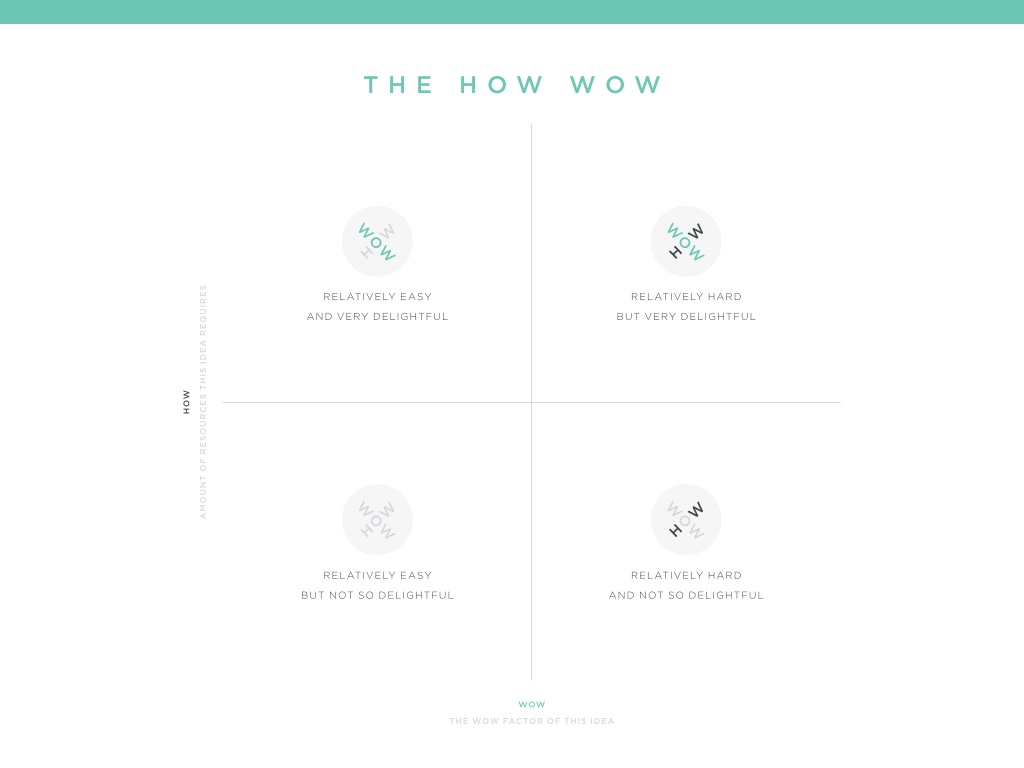 THE HOW WOW
WOW
HOW
RELATIVELY EASY
AND VERY DELIGHTFUL
WOW
HOW
RELATIVELY HARD
BUT VERY DELIGHTFUL
HOW
AMOUNT OF RESOURCES THIS IDEA REQUIRES
WOW
HOW
RELATIVELY EASY
BUT NOT SO DELIGHTFUL
WOW
HOW
RELATIVELY HARD
AND NOT SO DELIGHTFUL
WOW
THE WOW FACTOR OF THIS IDEA